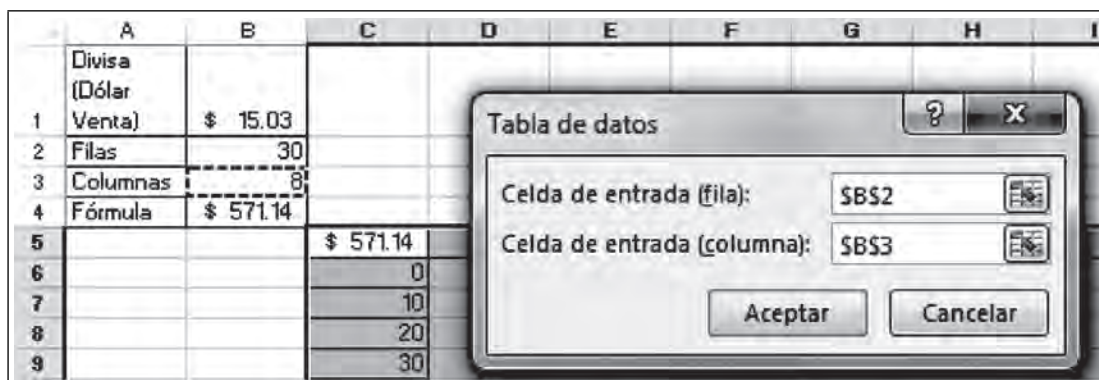 A B C D E F G H I
Divisa
(Dólar
1 Venta) $ 15.03
2 Filas 30
3 Columnas 8
4 Fórmula $ 571.14
5 $ 571.14
6 0
7 10
8 20
9 30
Tabla de datos
Celda de entrada (fila): $B$2
Celda de entrada (columna): $B$3
Aceptar Cancelar